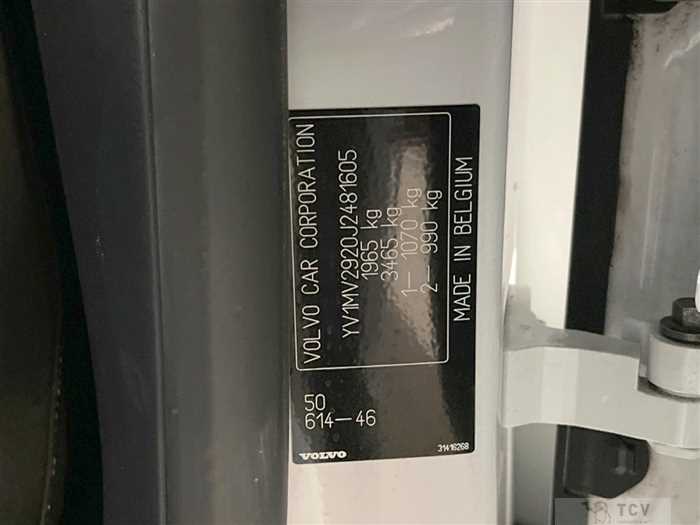 VOLVO CAR CORPORATION
YV1MV2920J2481605
1965 kg
3465 kg
1— 1070 kg
2— 990 kg
MADE IN BELGIUM
50
614—46
VOLVO
31416268
TCV